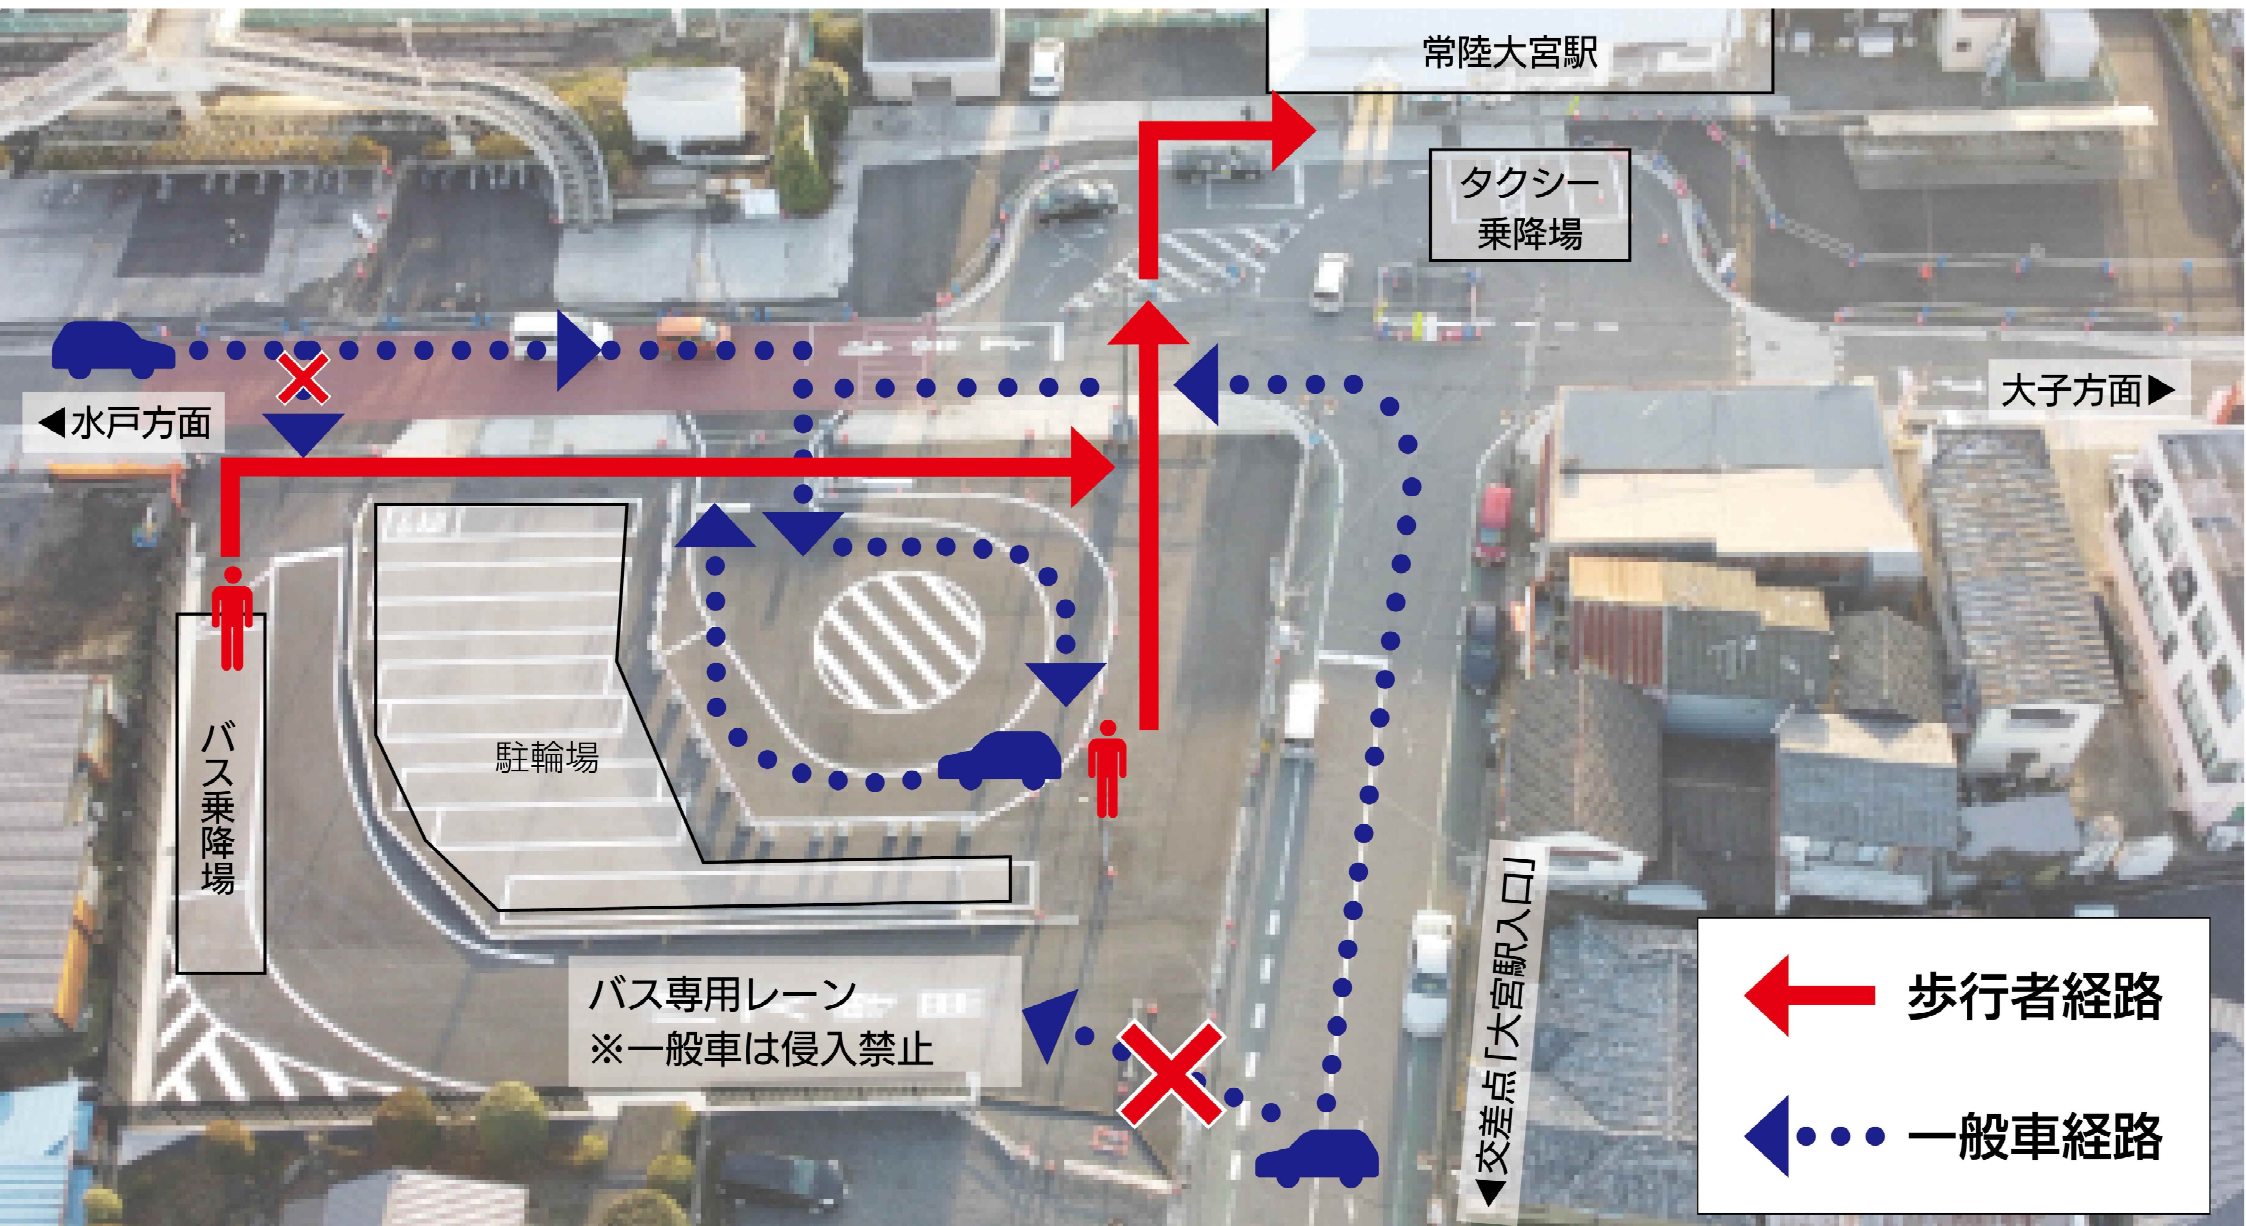 常陸大宮駅
タクシー
乗降場
◀水戸方面
大子方面▶
バス乗降場
駐輪場
バス専用レーン
※一般車は侵入禁止
◀交差点「大宮駅入口」
歩行者経路
一般車経路